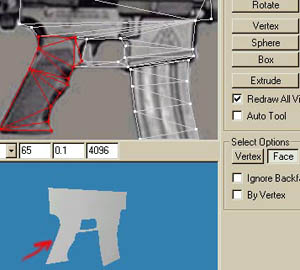 Rotate
Vertex
Sphere
Box
Extrude
Redraw All Vi
Auto Tool
65
0.1
4096
Select Options
Vertex
Face
Ignore Backfa
By Vertex